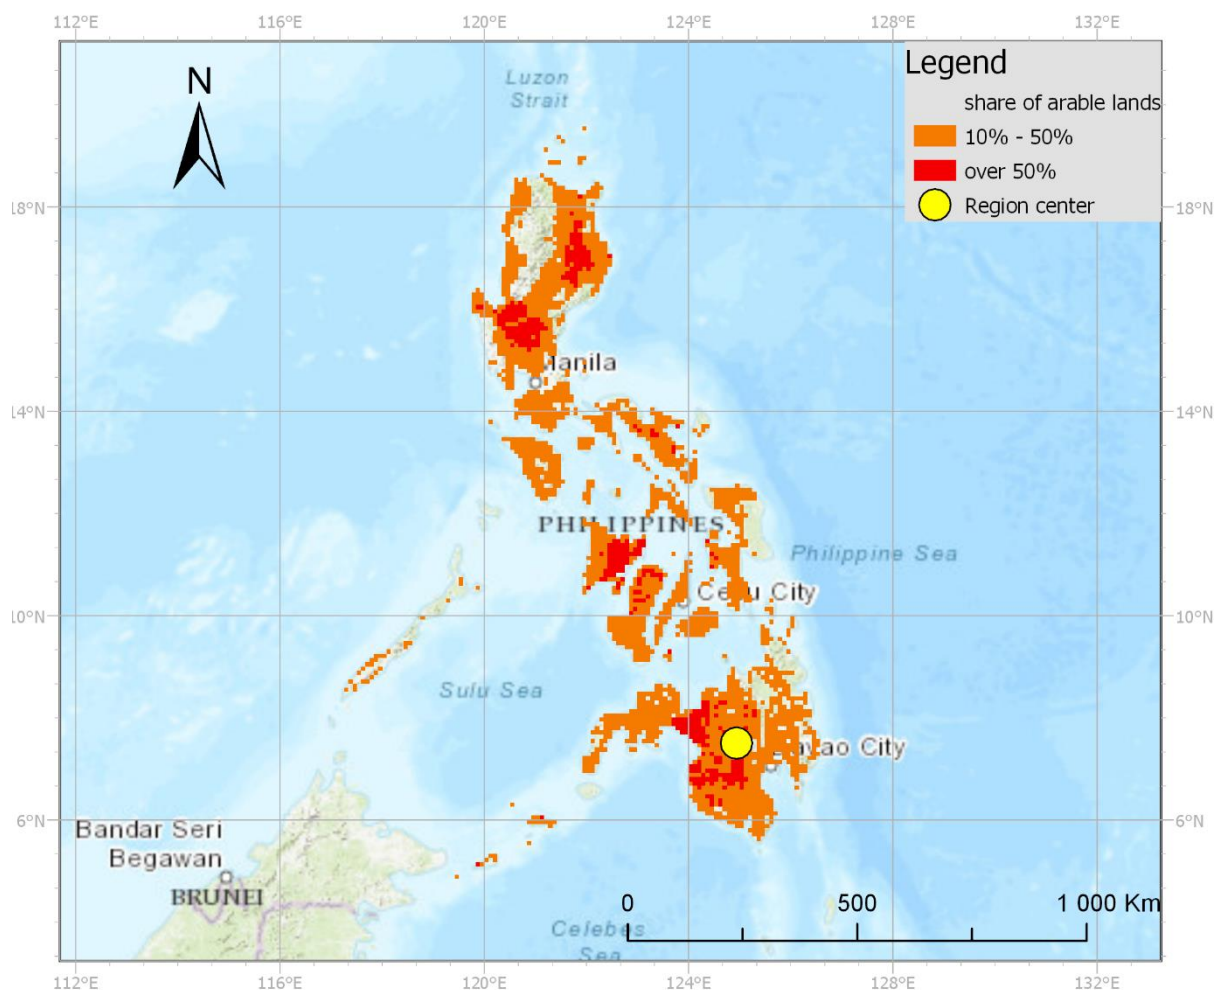 112°E 116°E 120°E 124°E 128°E 132°E
Legend
share of arable lands
10% - 50%
over 50%
Region center
N
Luzon
Strait
18°N 18°N
Manila
14°N 14°N
PHILIPPINES
Philippine Sea
Cebu City
10°N 10°N
Sulu Sea
Davao City
6°N 6°N
Bandar Seri
Begawan
BRUNEI
0 500 1 000 Km
Celebes
Sea
112°E 116°E 120°E 124°E 128°E 132°E